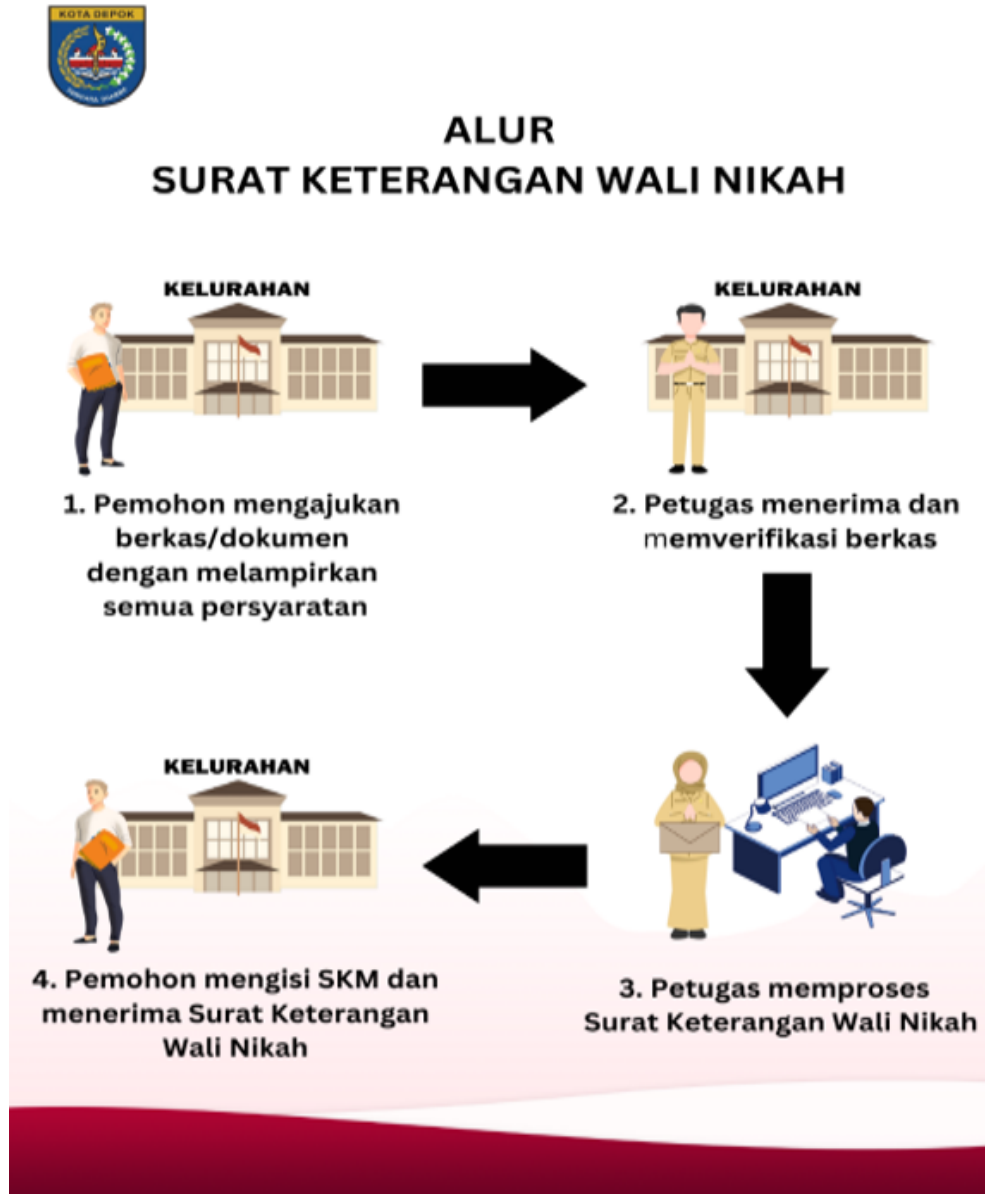 KOTA DEPOK
ALUR
SURAT KETERANGAN WALI NIKAH
KELURAHAN
1. Pemohon mengajukan
berkas/dokumen
dengan melampirkan
semua persyaratan
KELURAHAN
2. Petugas menerima dan
memverifikasi berkas
3. Petugas memproses
Surat Keterangan Wali Nikah
KELURAHAN
4. Pemohon mengisi SKM dan
menerima Surat Keterangan
Wali Nikah